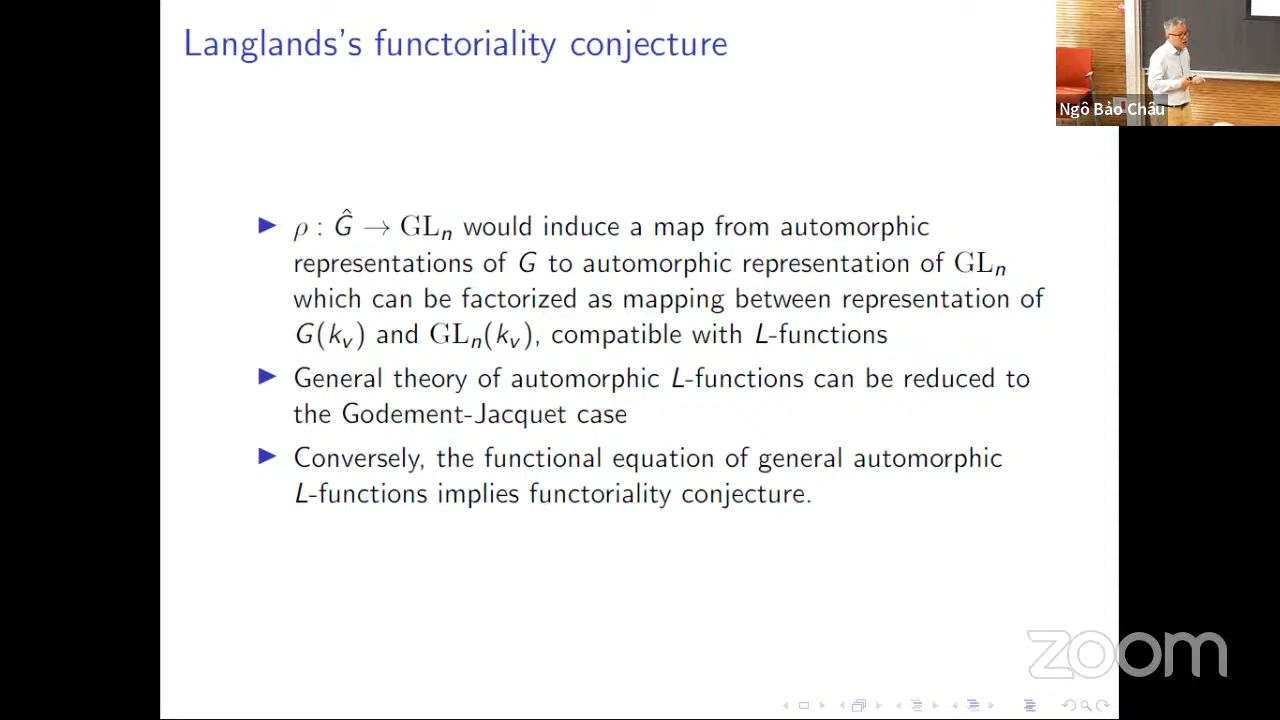 Langlands's functoriality conjecture
Ngô Bảo Châu
▶ ρ : Ĝ → GLₙ would induce a map from automorphic
representations of G to automorphic representation of GLₙ
which can be factorized as mapping between representation of
G(kᵥ) and GLₙ(kᵥ), compatible with L-functions
▶ General theory of automorphic L-functions can be reduced to
the Godement-Jacquet case
▶ Conversely, the functional equation of general automorphic
L-functions implies functoriality conjecture.
zoom